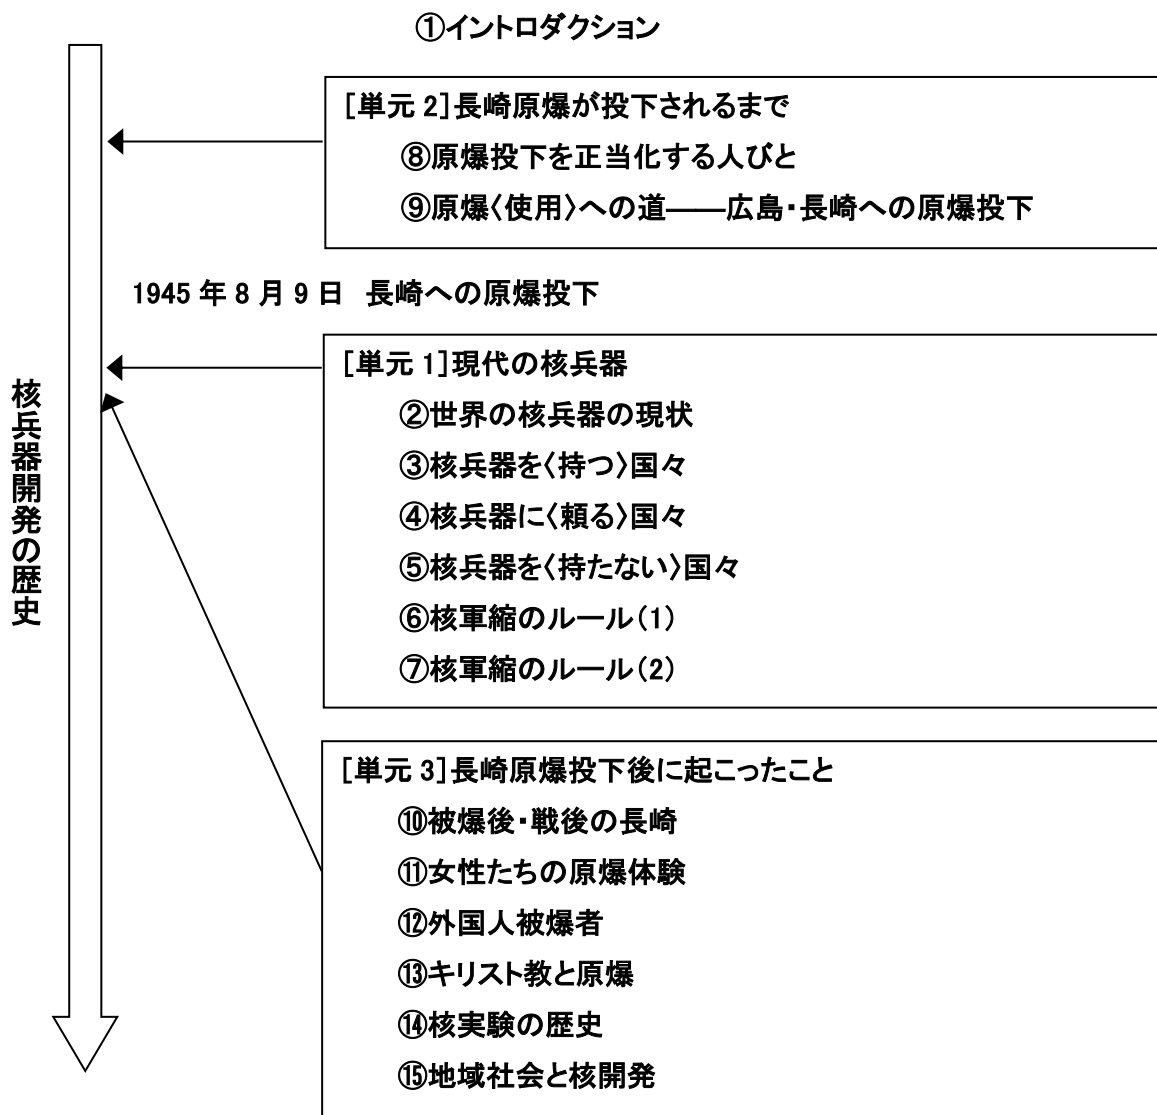 ①イントロダクション
[単元 2]長崎原爆が投下されるまで
⑧原爆投下を正当化する人びと
⑨原爆〈使用〉への道――広島・長崎への原爆投下
1945 年 8 月 9 日 長崎への原爆投下
核兵器開発の歴史
[単元 1]現代の核兵器
②世界の核兵器の現状
③核兵器を〈持つ〉国々
④核兵器に〈頼る〉国々
⑤核兵器を〈持たない〉国々
⑥核軍縮のルール(1)
⑦核軍縮のルール(2)
[単元 3]長崎原爆投下後に起こったこと
⑩被爆後・戦後の長崎
⑪女性たちの原爆体験
⑫外国人被爆者
⑬キリスト教と原爆
⑭核実験の歴史
⑮地域社会と核開発